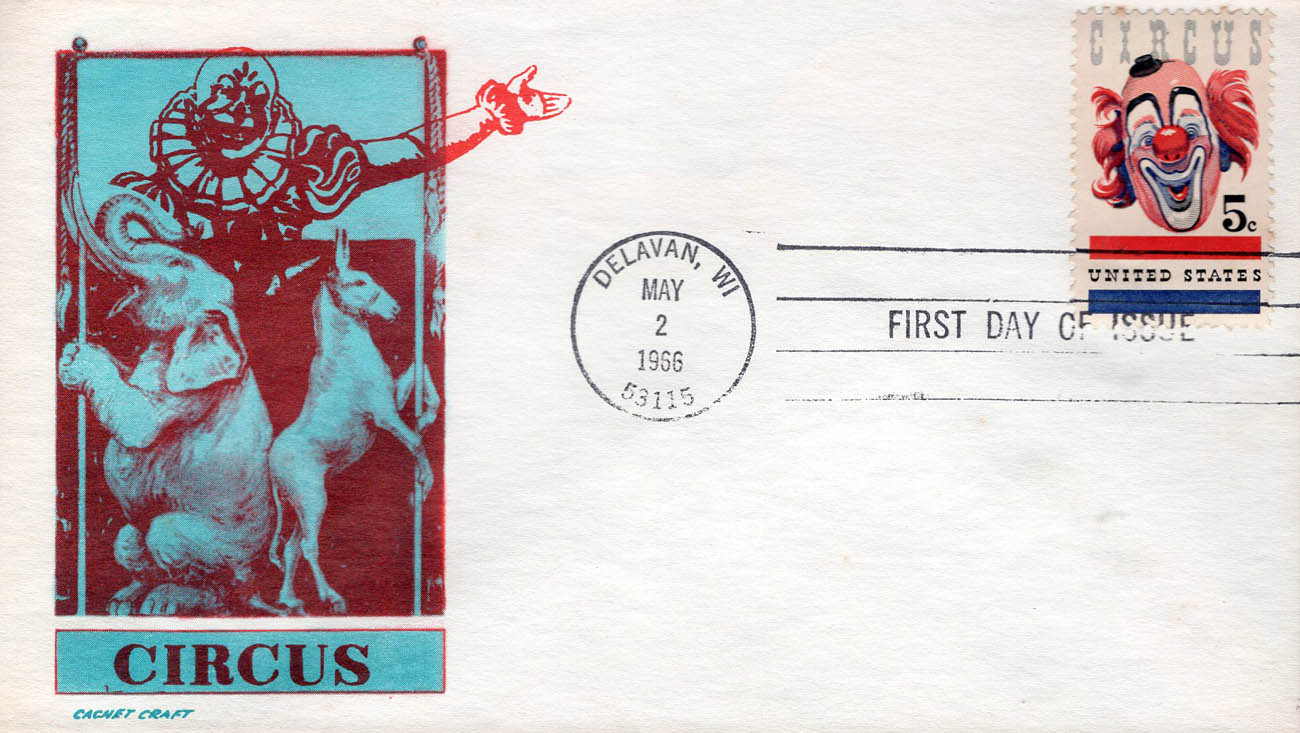 CIRCUS
5c
UNITED STATES
DELAVAN, WI
MAY
2
1966
53115
FIRST DAY OF ISSUE
CIRCUS
CACHET CRAFT